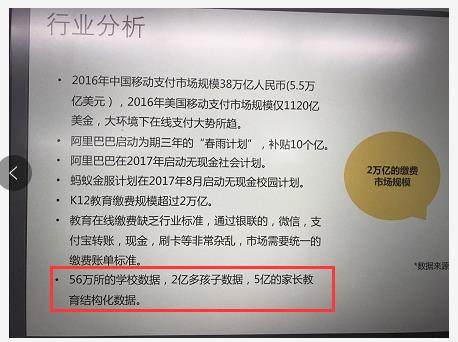 行业分析
• 2016年中国移动支付市场规模38万亿人民币(5.5万
亿美元），2016年美国移动支付市场规模仅1120亿
美金，大环境下在线支付大势所趋。
• 阿里巴巴启动为期三年的“春雨计划”，补贴10个亿。
• 阿里巴巴在2017年启动无现金社会计划。
• 蚂蚁金服计划在2017年8月启动无现金校园计划。
• K12教育缴费规模超过2万亿。
• 教育在线缴费缺乏行业标准，通过银联的，微信，支
付宝转账，现金，刷卡等非常杂乱，市场需要统一的
缴费账单标准。
• 56万所的学校数据，2亿多孩子数据，5亿的家长教
育结构化数据。
2万亿的缴费
市场规模
*数据来源